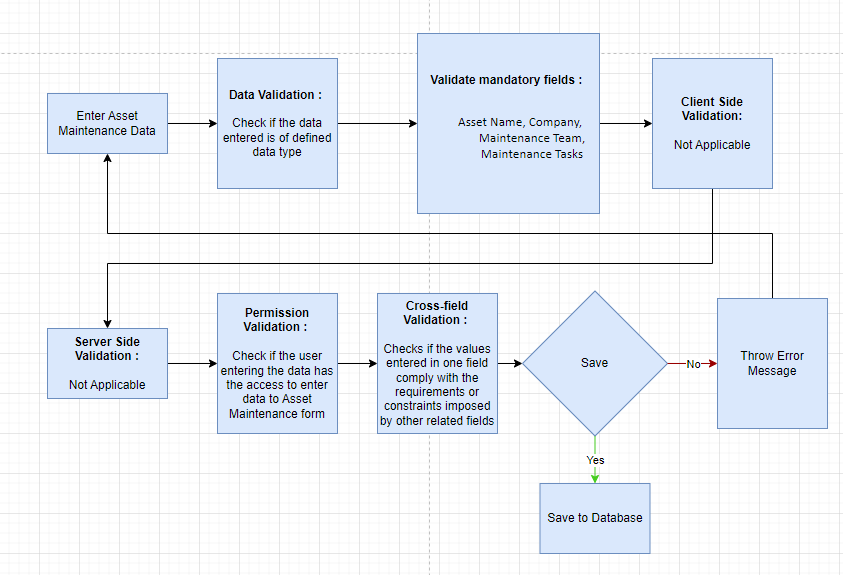 Enter Asset
Maintenance Data
Data Validation :
Check if the data
entered is of defined
data type
Validate mandatory fields :
Asset Name, Company,
Maintenance Team,
Maintenance Tasks
Client Side
Validation:
Not Applicable
Server Side
Validation :
Not Applicable
Permission
Validation :
Check if the user
entering the data has
the access to enter
data to Asset
Maintenance form
Cross-field
Validation :
Checks if the values
entered in one field
comply with the
requirements or
constraints imposed
by other related fields
Save
No
Throw Error
Message
Yes
Save to Database